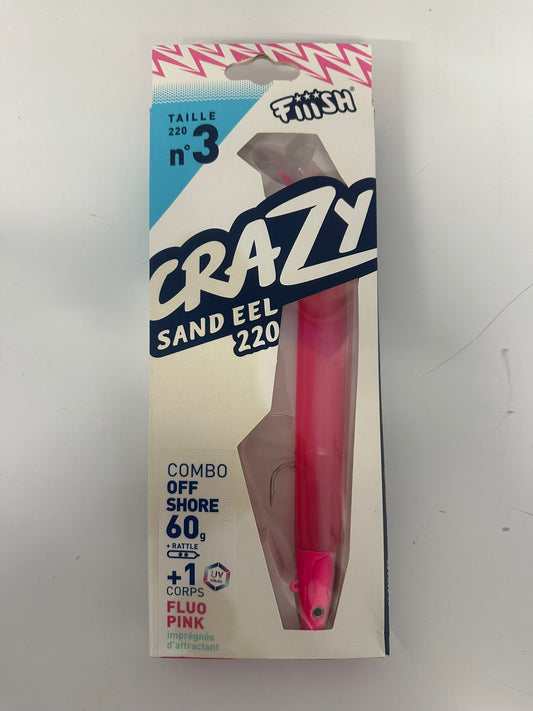 Fiiish®
TAILLE
220
n°3
CRAZY
SAND EEL
220
COMBO
OFF
SHORE
60g
+ RATTLE
+1
CORPS
UV
COLOR
FLUO
PINK
imprégnés
d'attractant